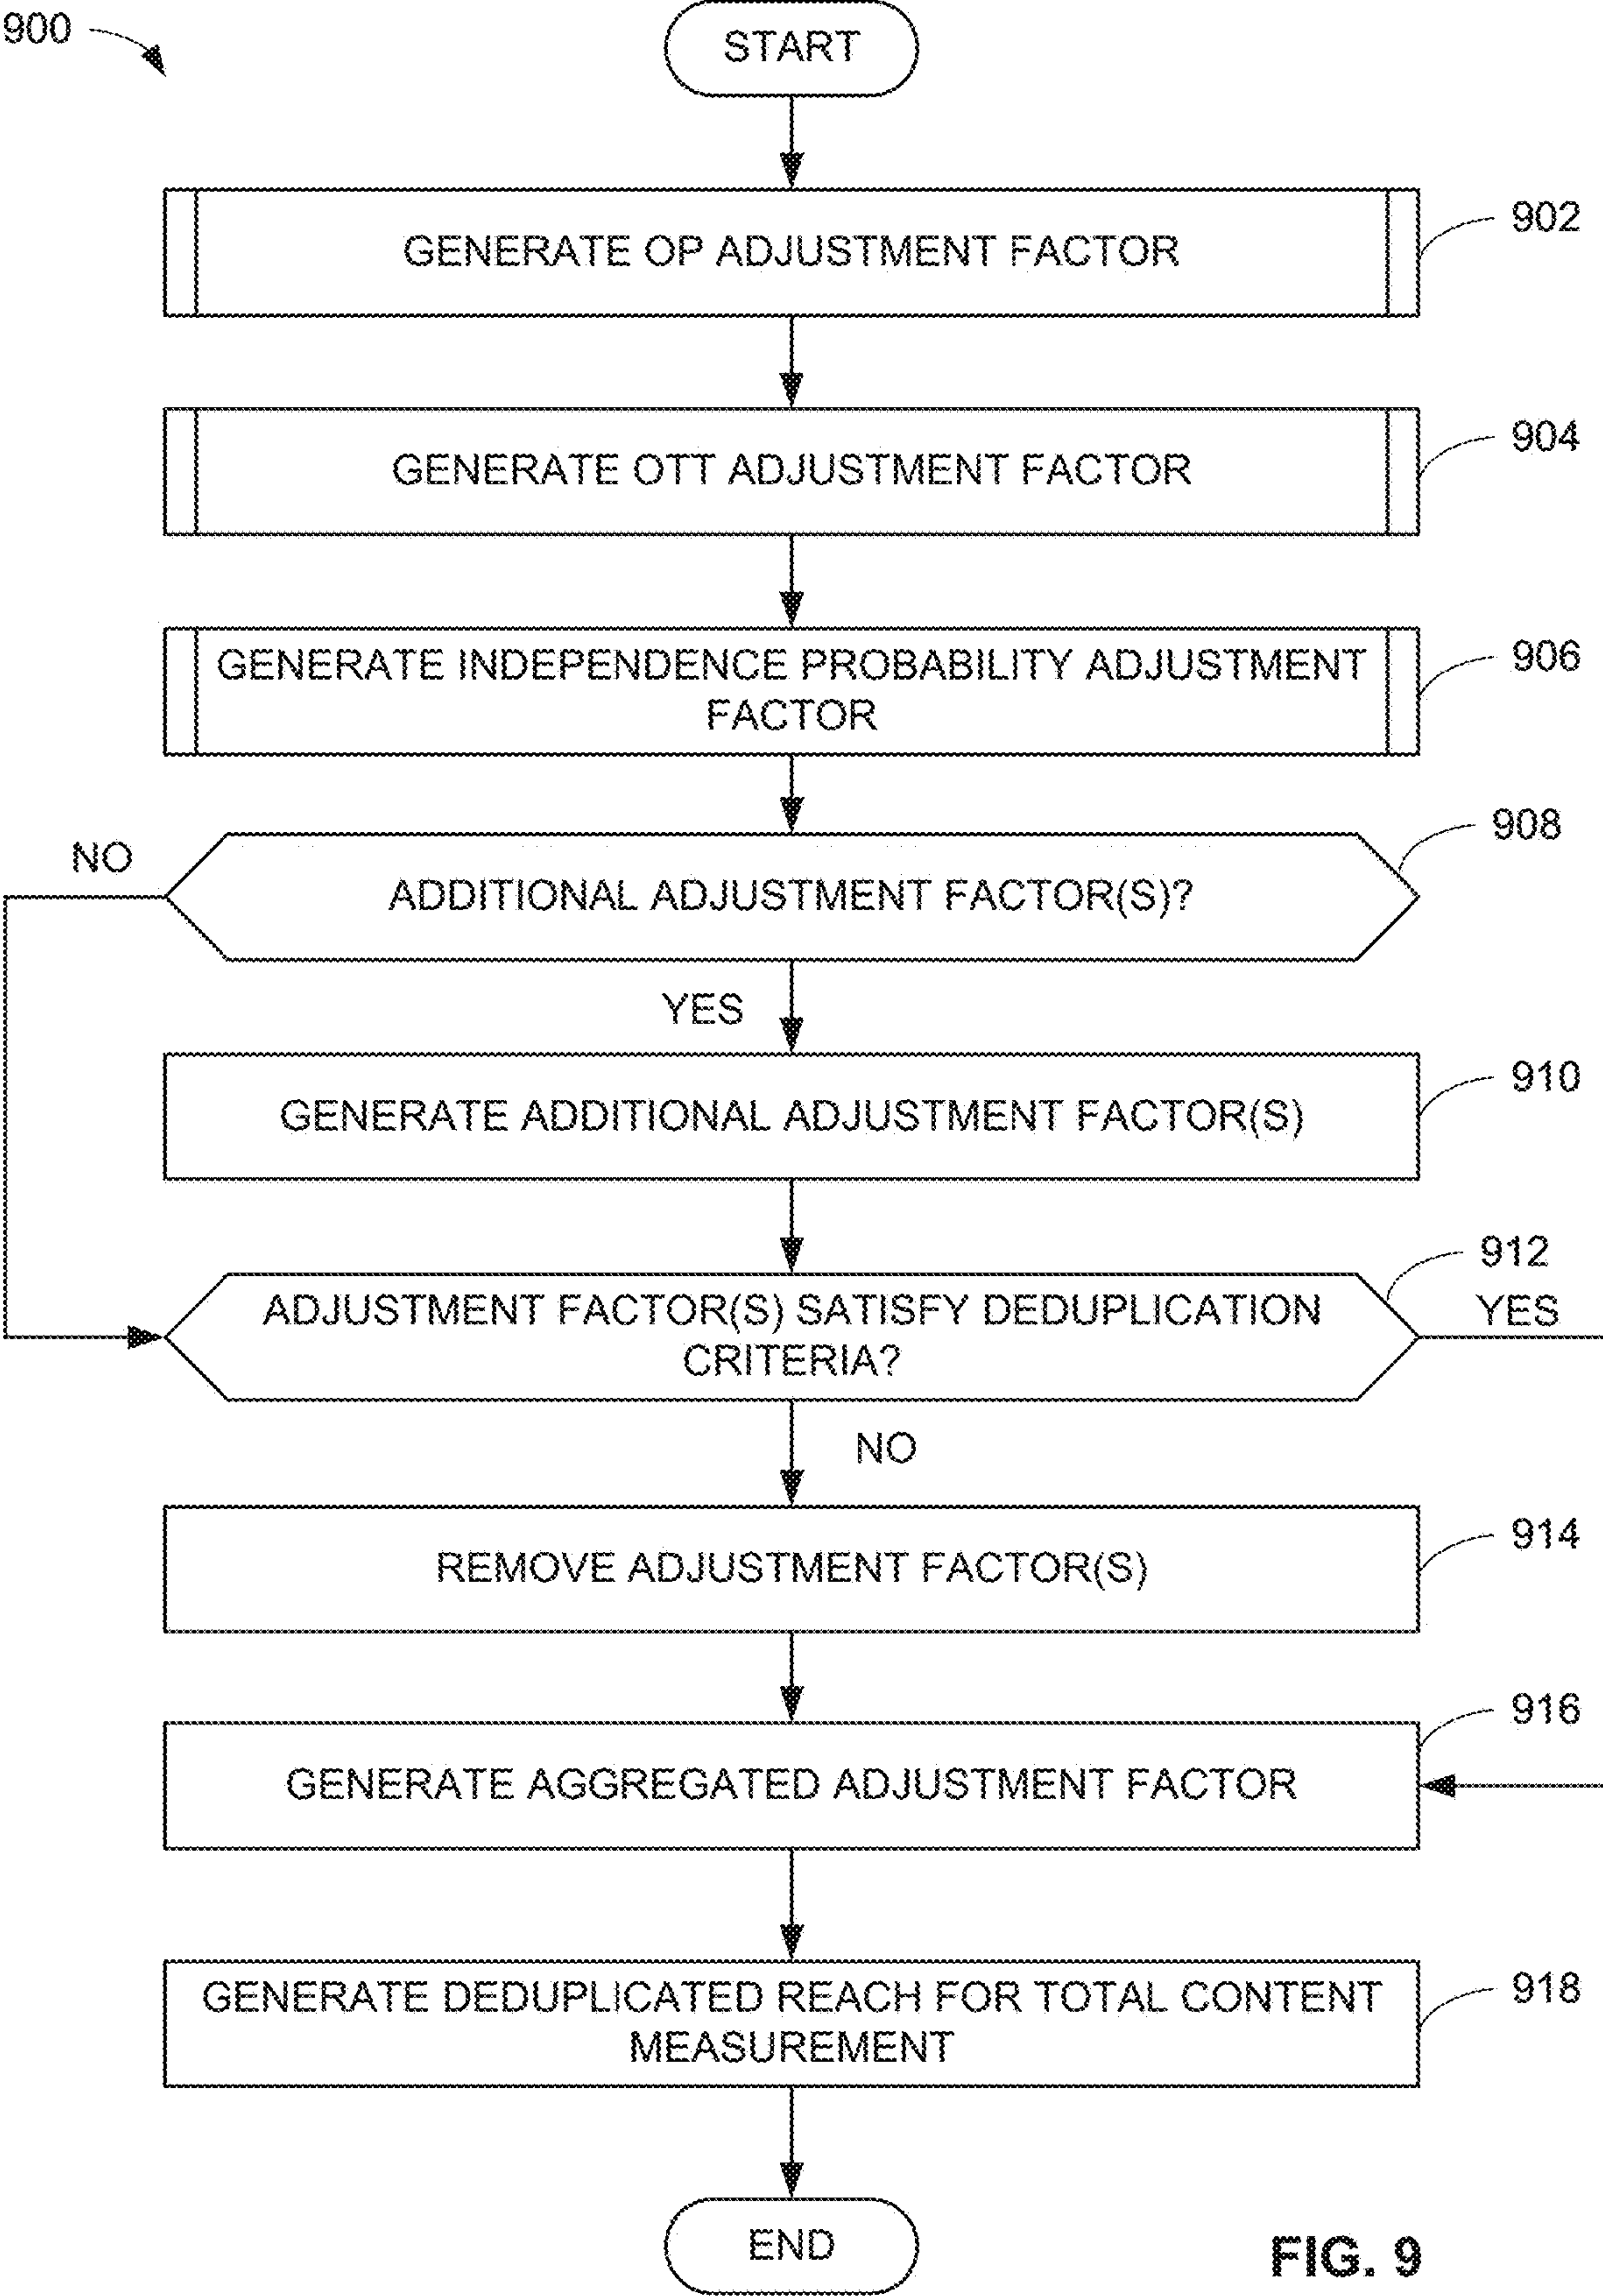 900
START
GENERATE OP ADJUSTMENT FACTOR
902
GENERATE OTT ADJUSTMENT FACTOR
904
GENERATE INDEPENDENCE PROBABILITY ADJUSTMENT
FACTOR
906
ADDITIONAL ADJUSTMENT FACTOR(S)?
908
NO
YES
GENERATE ADDITIONAL ADJUSTMENT FACTOR(S)
910
ADJUSTMENT FACTOR(S) SATISFY DEDUPLICATION
CRITERIA?
912
YES
NO
REMOVE ADJUSTMENT FACTOR(S)
914
GENERATE AGGREGATED ADJUSTMENT FACTOR
916
GENERATE DEDUPLICATED REACH FOR TOTAL CONTENT
MEASUREMENT
918
END
FIG. 9